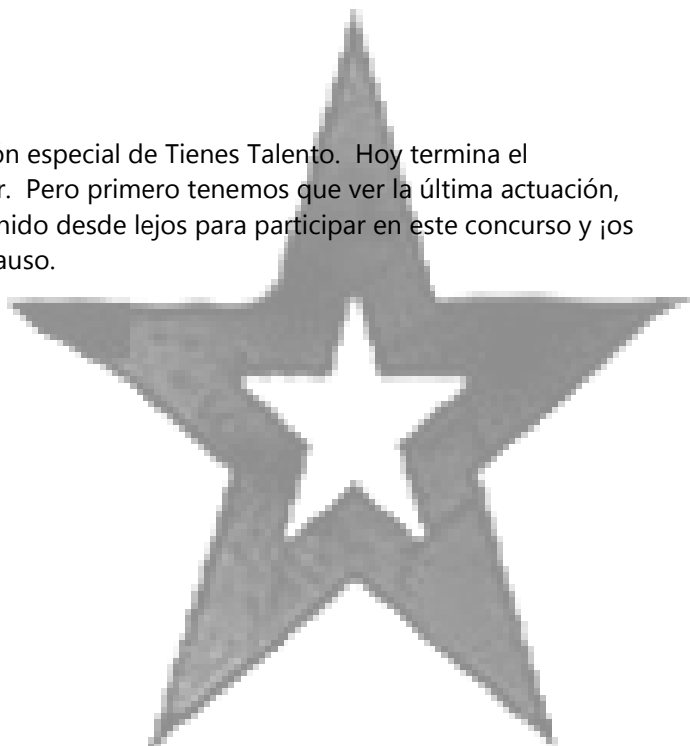 ón especial de Tienes Talento. Hoy termina el
r. Pero primero tenemos que ver la última actuación,
nido desde lejos para participar en este concurso y ¡os
auso.